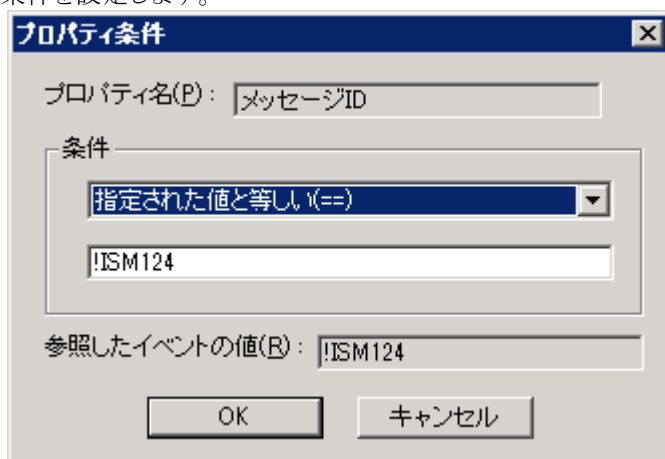 条件を設定します。
プロパティ条件
プロパティ名(P)： メッセージID
条件
指定された値と等しい(==)
!ISM124
参照したイベントの値(R)： !ISM124
OK キャンセル